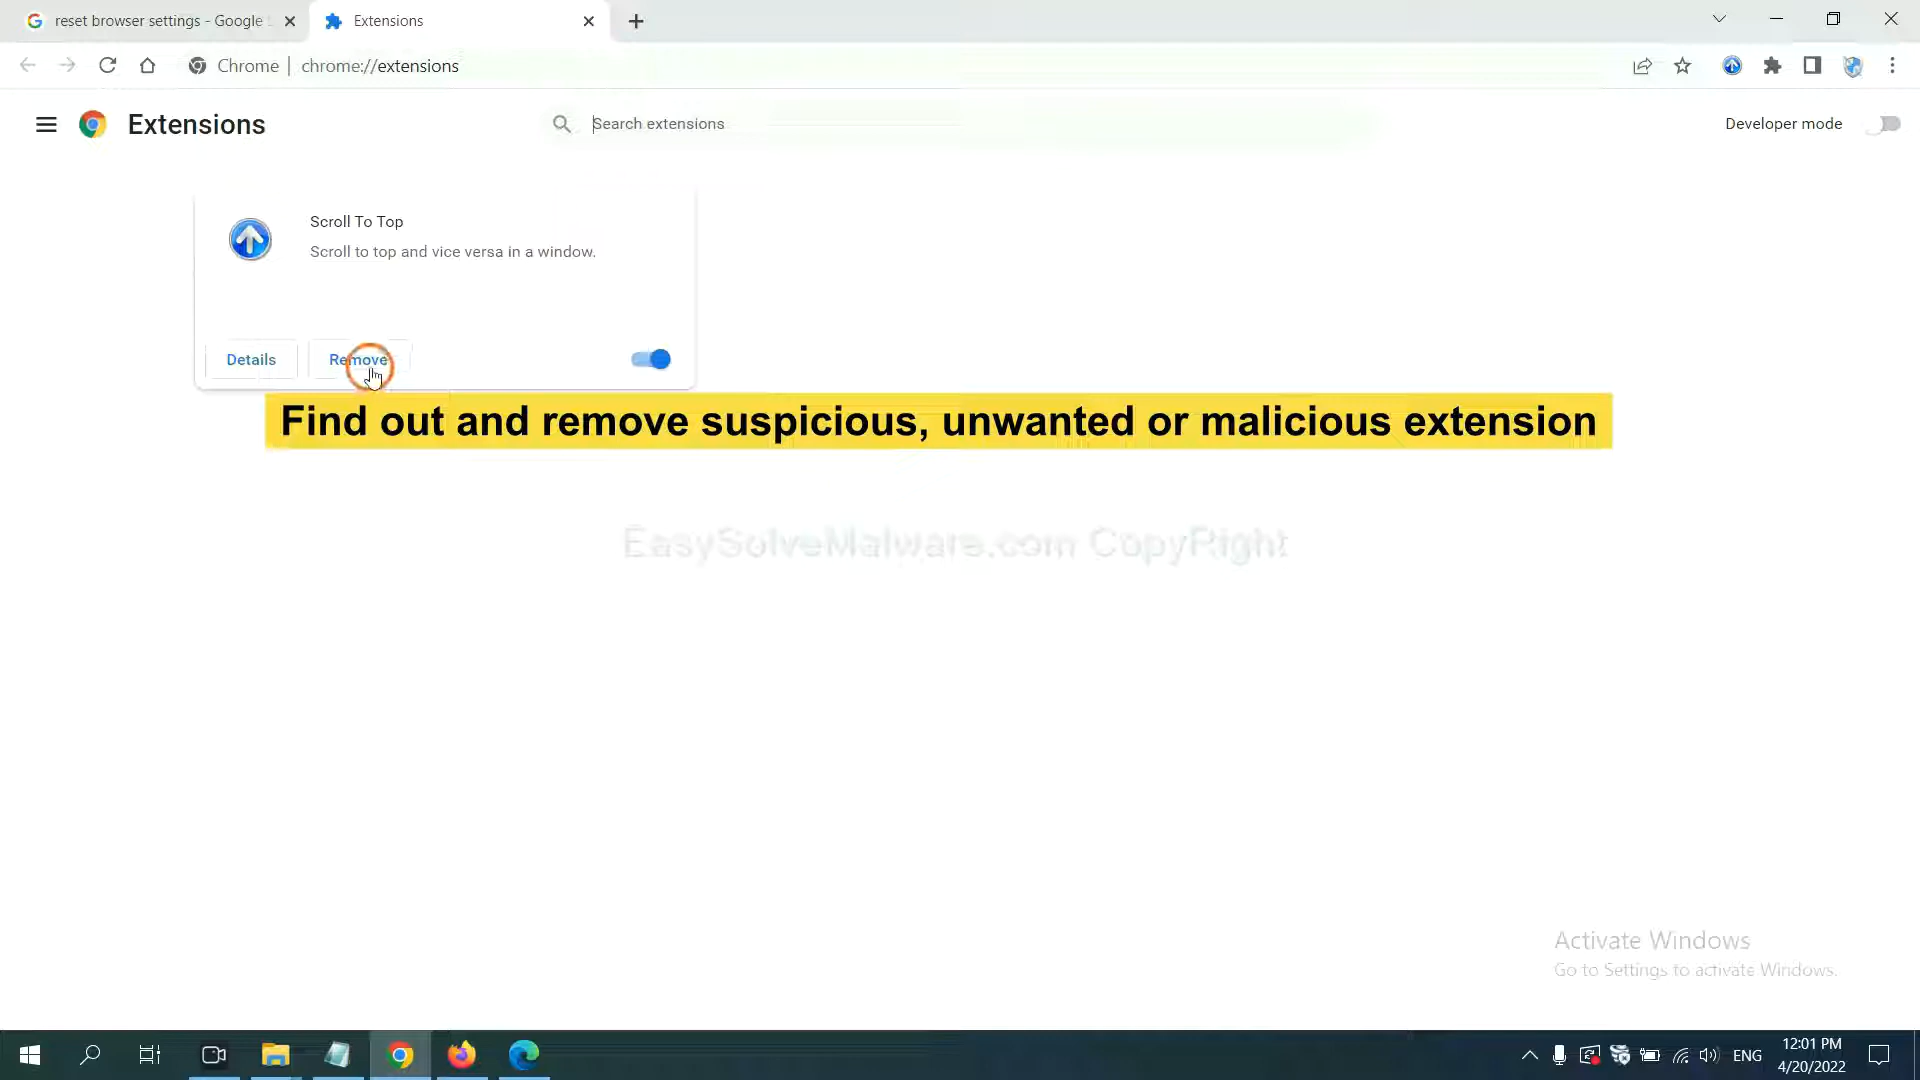 reset browser settings - Google
Extensions
Chrome | chrome://extensions
Extensions
Search extensions
Developer mode
Scroll To Top
Scroll to top and vice versa in a window.
Details
Remove
Find out and remove suspicious, unwanted or malicious extension
EasySolveMalware.com CopyRight
Activate Windows
Go to Settings to activate Windows.
ENG
12:01 PM
4/20/2022